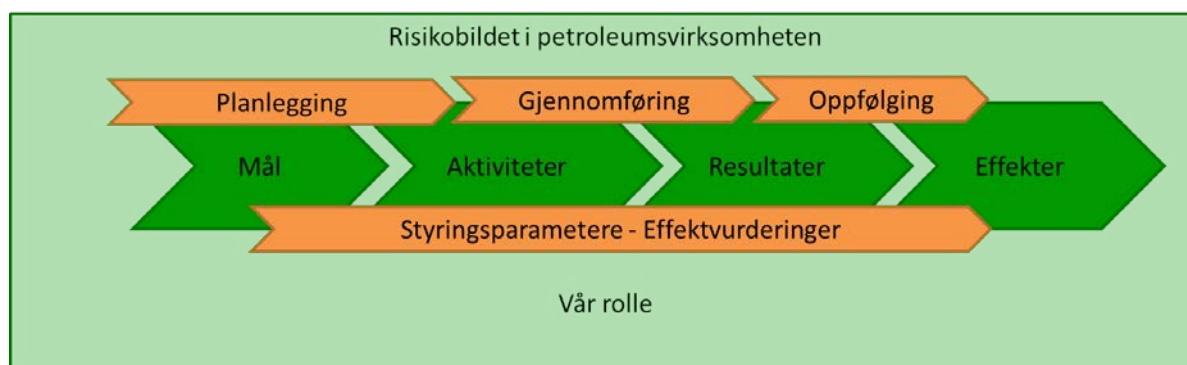 Risikobildet i petroleumsvirksomheten
Planlegging
Gjennomføring
Oppfølging
Mål
Aktiviteter
Resultater
Effekter
Styringsparametere - Effektvurderinger
Vår rolle